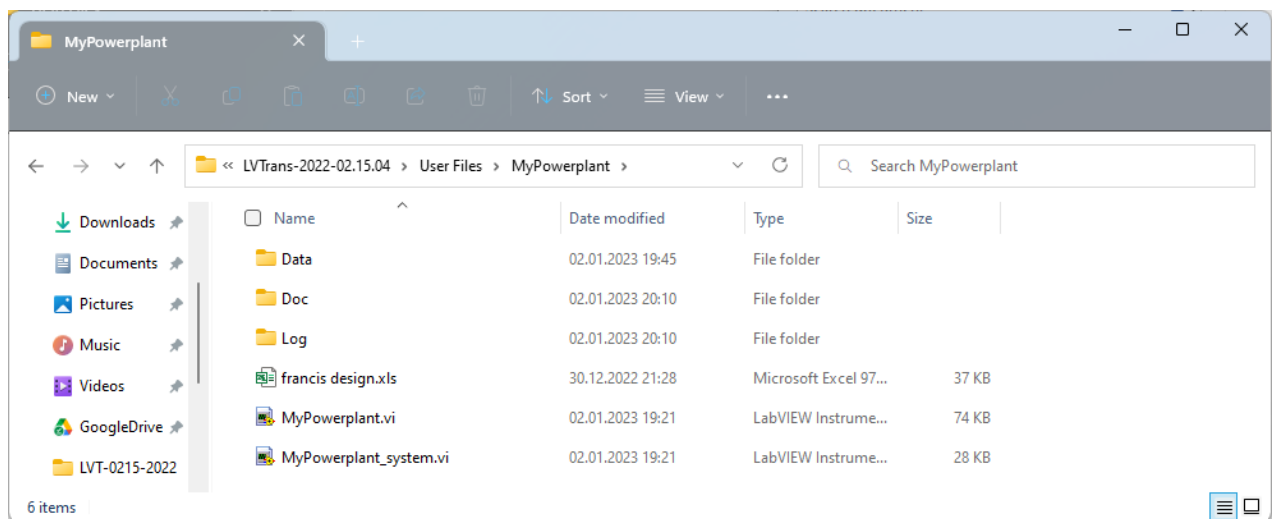 MyPowerplant
New
Sort
View
« LVTrans-2022-02.15.04 > User Files > MyPowerplant >
Search MyPowerplant
Downloads
Documents
Pictures
Music
Videos
GoogleDrive
LVT-0215-2022
Name Date modified Type Size
Data 02.01.2023 19:45 File folder
Doc 02.01.2023 20:10 File folder
Log 02.01.2023 20:10 File folder
francis design.xls 30.12.2022 21:28 Microsoft Excel 97... 37 KB
MyPowerplant.vi 02.01.2023 19:21 LabVIEW Instrume... 74 KB
MyPowerplant_system.vi 02.01.2023 19:21 LabVIEW Instrume... 28 KB
6 items